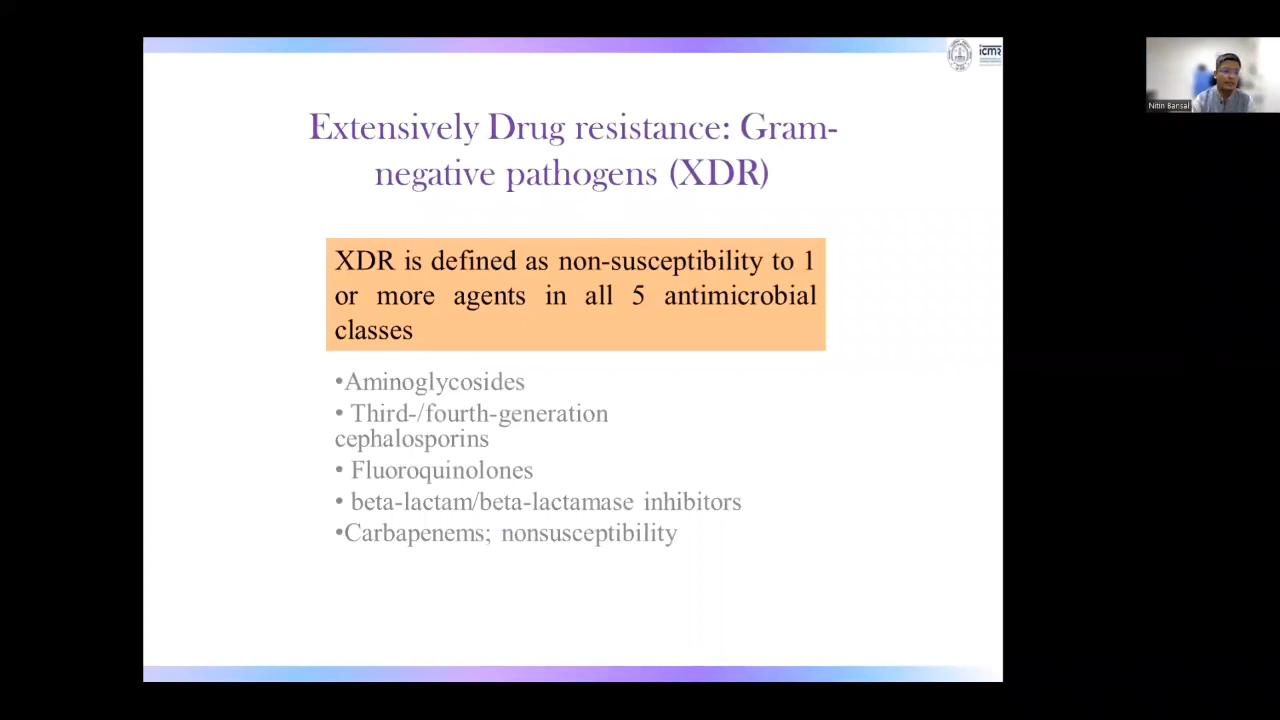 icmr
Extensively Drug resistance: Gram-
negative pathogens (XDR)
XDR is defined as non-susceptibility to 1
or more agents in all 5 antimicrobial
classes
•Aminoglycosides
• Third-/fourth-generation
cephalosporins
• Fluoroquinolones
• beta-lactam/beta-lactamase inhibitors
•Carbapenems; nonsusceptibility
Nitin Bansal